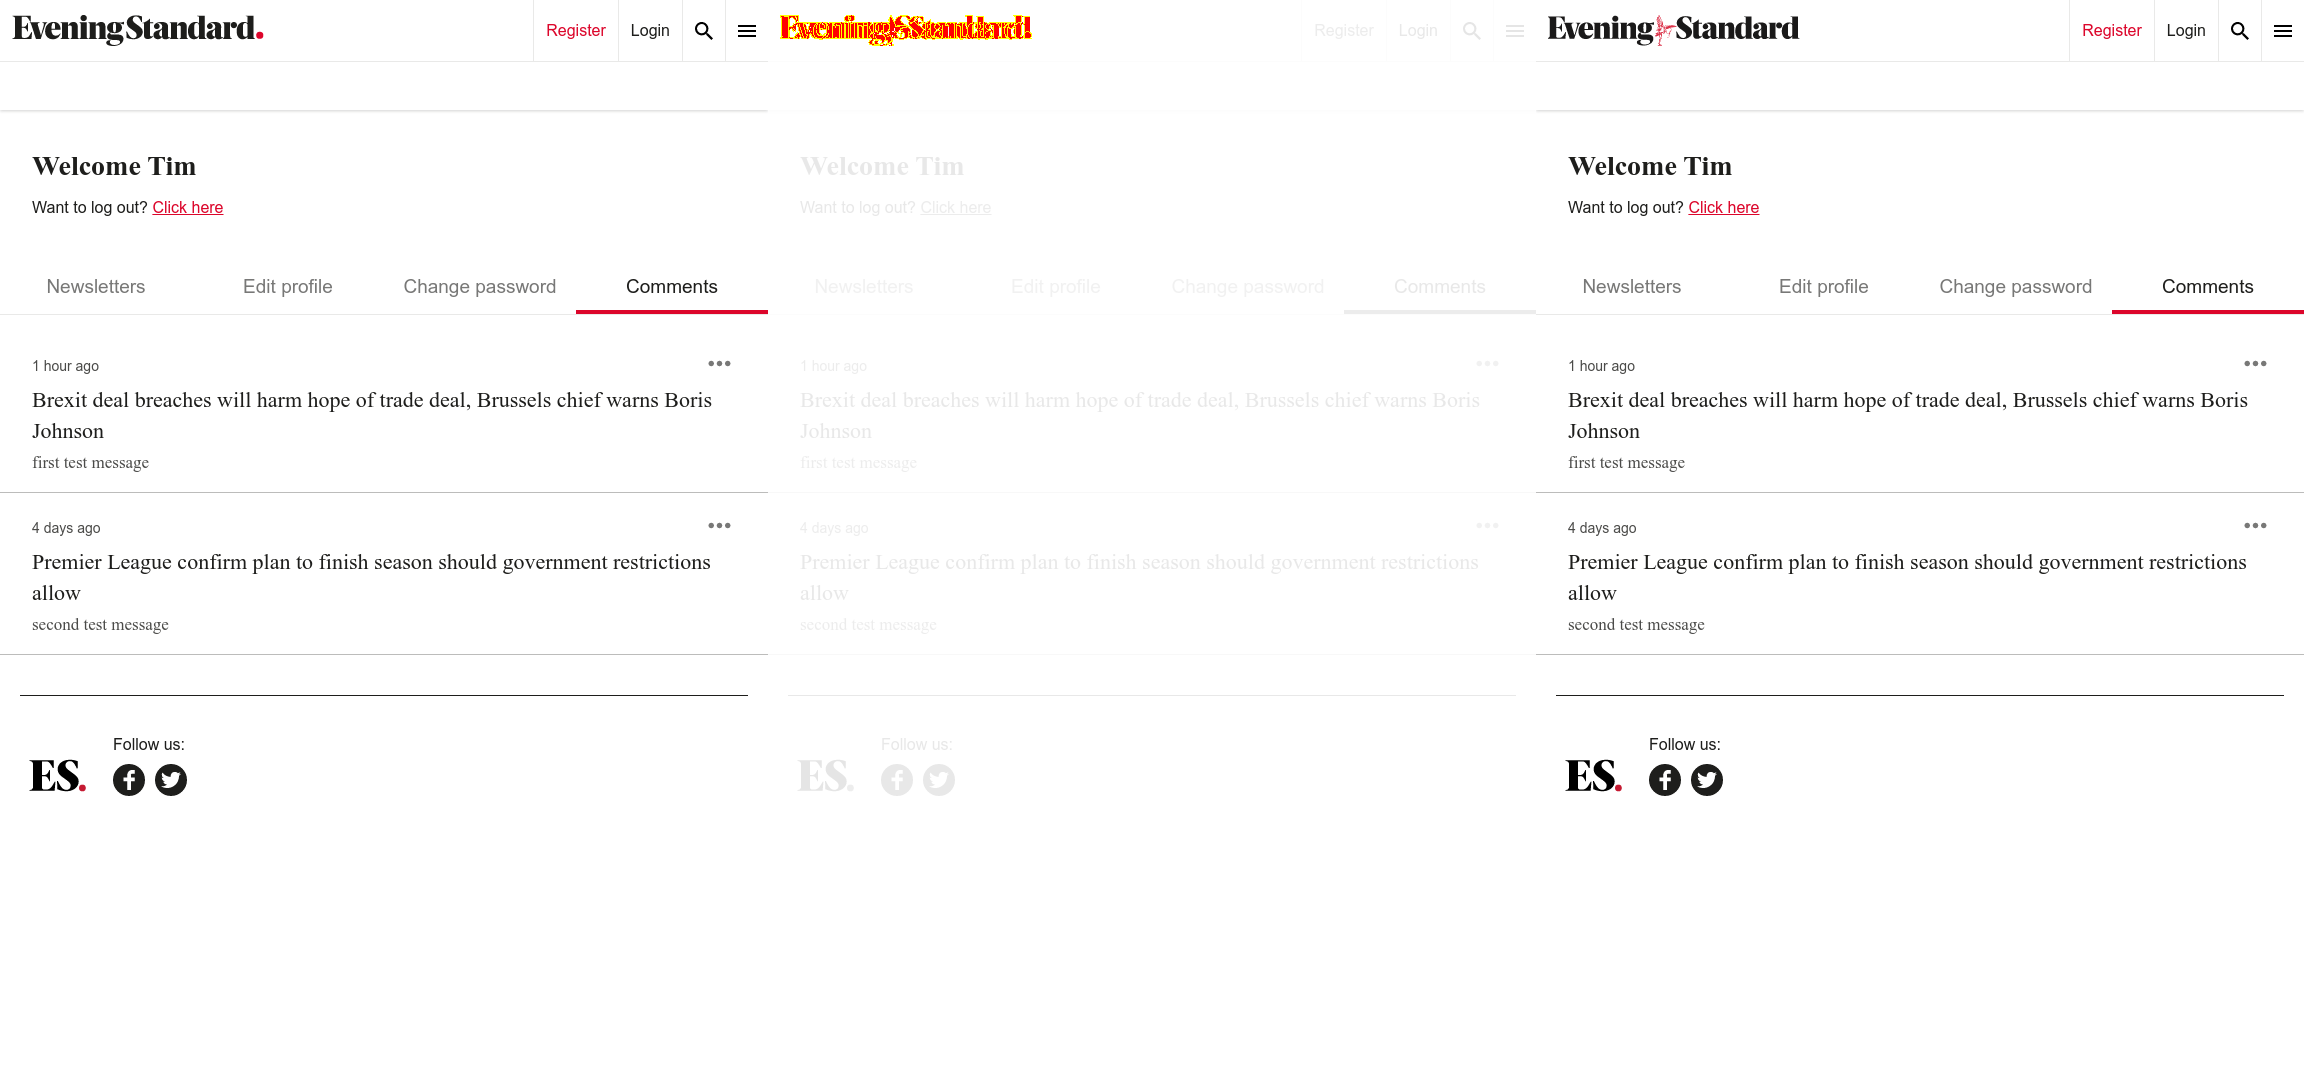 Evening Standard.
Register Login
Welcome Tim
Want to log out? Click here
Newsletters Edit profile Change password Comments
1 hour ago
Brexit deal breaches will harm hope of trade deal, Brussels chief warns Boris
Johnson
first test message
4 days ago
Premier League confirm plan to finish season should government restrictions
allow
second test message
Follow us:
ES.
Evening Standard
Register Login
Welcome Tim
Want to log out? Click here
Newsletters Edit profile Change password Comments
1 hour ago
Brexit deal breaches will harm hope of trade deal, Brussels chief warns Boris
Johnson
first test message
4 days ago
Premier League confirm plan to finish season should government restrictions
allow
second test message
Follow us:
ES.
Evening Standard
Register Login
Welcome Tim
Want to log out? Click here
Newsletters Edit profile Change password Comments
1 hour ago
Brexit deal breaches will harm hope of trade deal, Brussels chief warns Boris
Johnson
first test message
4 days ago
Premier League confirm plan to finish season should government restrictions
allow
second test message
Follow us:
ES.